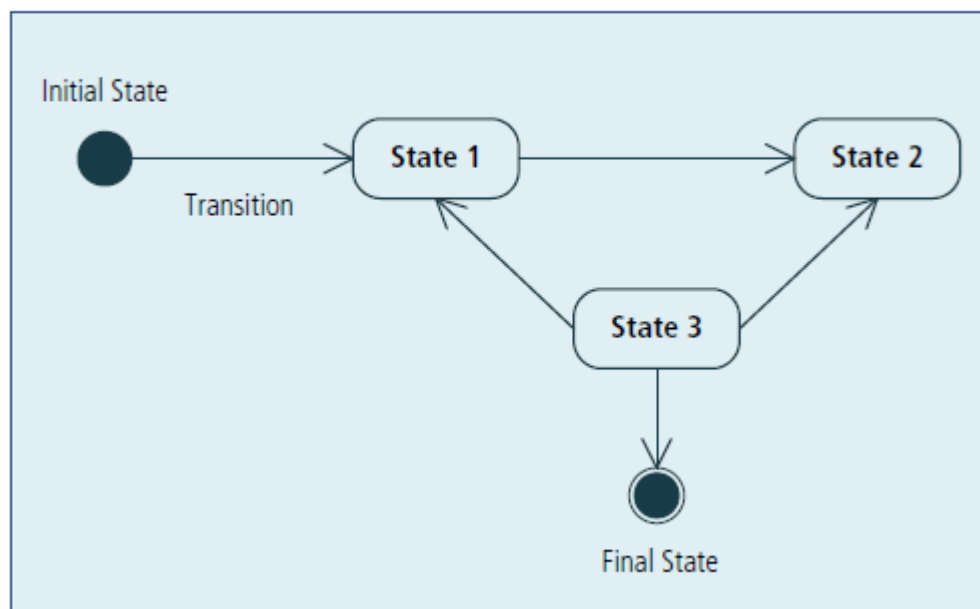 Initial State
State 1
State 2
Transition
State 3
Final State